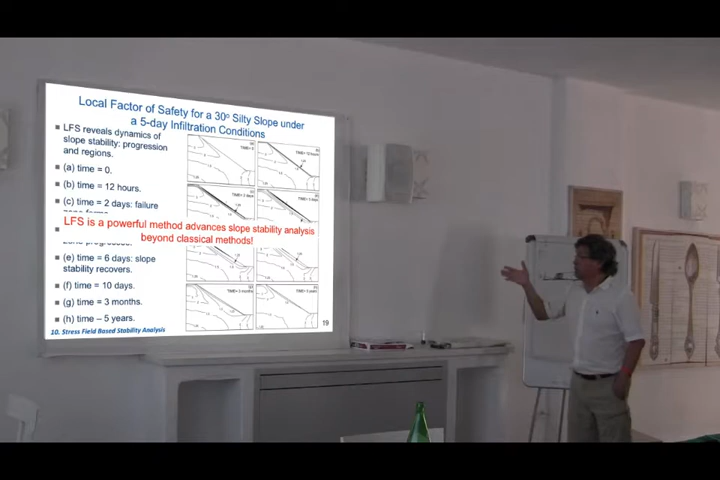 Local Factor of Safety for a 30° Silty Slope under
a 5-day Infiltration Conditions
LFS reveals dynamics of
slope stability: progression
and regions.
(a) time = 0.
(b) time = 12 hours.
(c) time = 2 days: failure
LFS is a powerful method advances slope stability analysis
beyond classical methods!
(e) time = 6 days: slope
stability recovers.
(f) time = 10 days.
(g) time = 3 months.
(h) time – 5 years.
10. Stress Field Based Stability Analysis
19